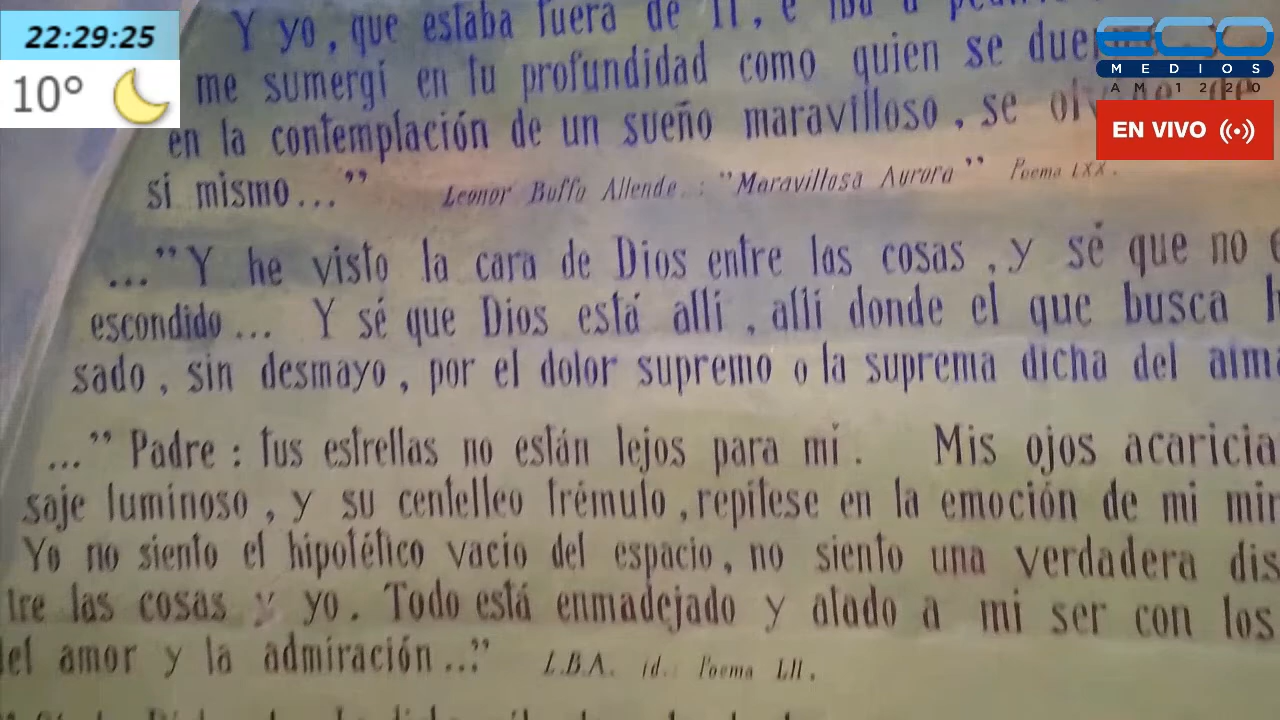 22:29:25
10°
ECO
MEDIOS
AM 1220
EN VIVO
Y yo, que estaba fuera de
me sumergí en tu profundidad como quien se
en la contemplación de un sueño maravilloso, se
si mismo..."
Leonor Buffo Allende.: "Maravillosa Aurora" Poema LXX.
..."Y he visto la cara de Dios entre las cosas, y sé que no
escondido... Y sé que Dios está allí, allí donde el que busca
sado, sin desmayo, por el dolor supremo o la suprema dicha del
..."Padre: tus estrellas no están lejos para mí. Mis ojos acaricia
saje luminoso, y su centelleo trémulo, repítese en la emoción de mi mir
Yo no siento el hipotético vacío del espacio, no siento una verdadera dis
tre las cosas y yo. Todo está enmadejado y atado a mi ser con los
del amor y la admiración..." L.B.A. id. Poema LII.